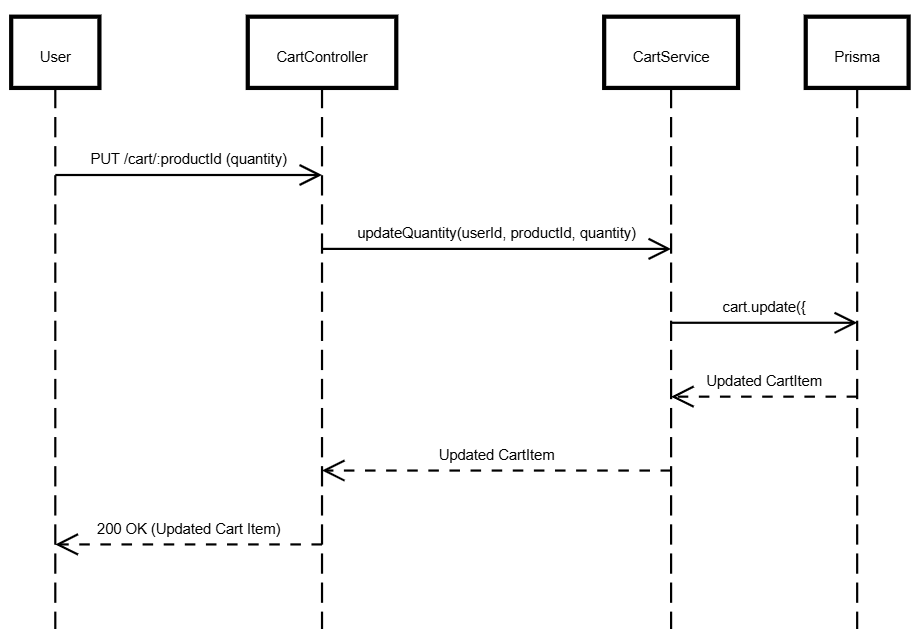 User
CartController
CartService
Prisma
PUT /cart/:productId (quantity)
updateQuantity(userId, productId, quantity)
cart.update({
Updated CartItem
Updated CartItem
200 OK (Updated Cart Item)